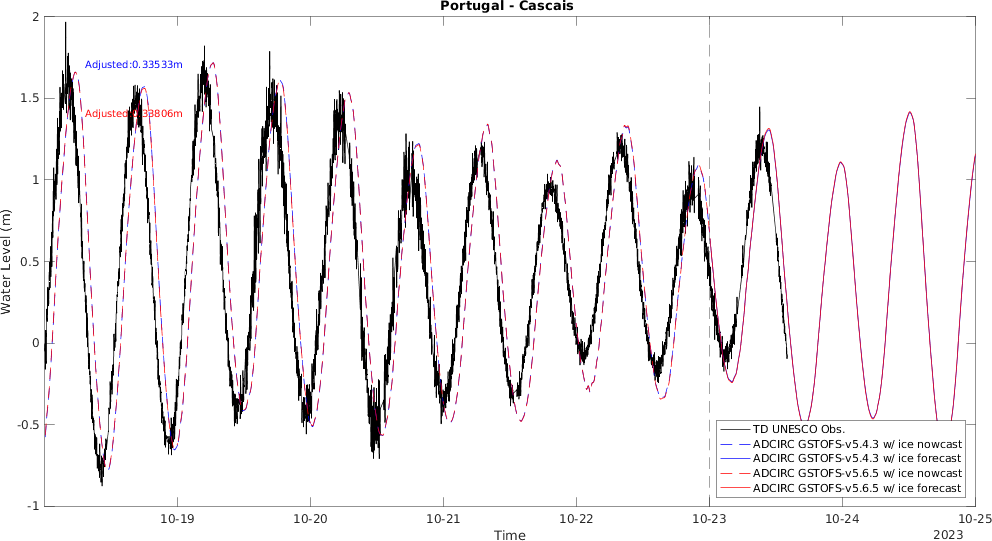 Portugal - Cascais
2
1.5
1
0.5
0
-0.5
-1
Water Level (m)
Adjusted:0.33533m
Adjusted:0.33806m
TD UNESCO Obs.
ADCIRC GSTOFS-v5.4.3 w/ ice nowcast
ADCIRC GSTOFS-v5.4.3 w/ ice forecast
ADCIRC GSTOFS-v5.6.5 w/ ice nowcast
ADCIRC GSTOFS-v5.6.5 w/ ice forecast
10-19 10-20 10-21 10-22 10-23 10-24 10-25
Time
2023